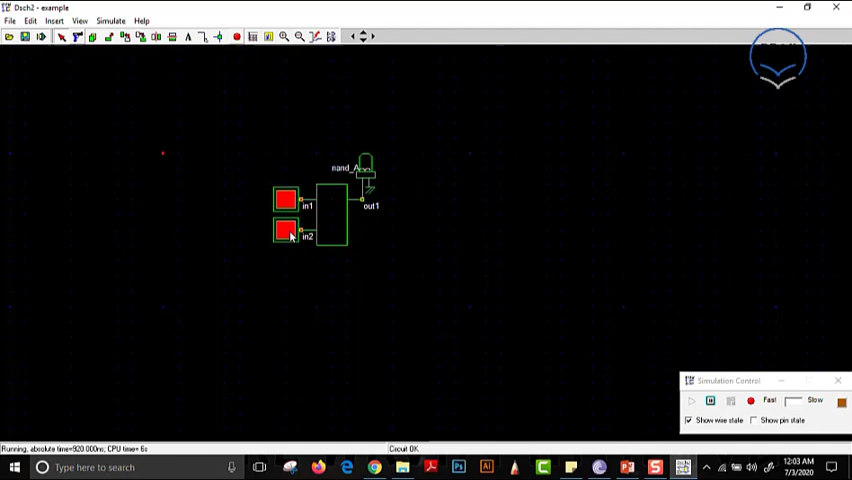 Dsch2 - example
File Edit Insert View Simulate Help
nand_A
in1
out1
in2
Simulation Control
Fast Slow
Show wire state Show pin state
Running, absolute time=920.000ns; CPU time= 6s
Circuit OK
Type here to search
12:03 AM
7/3/2020